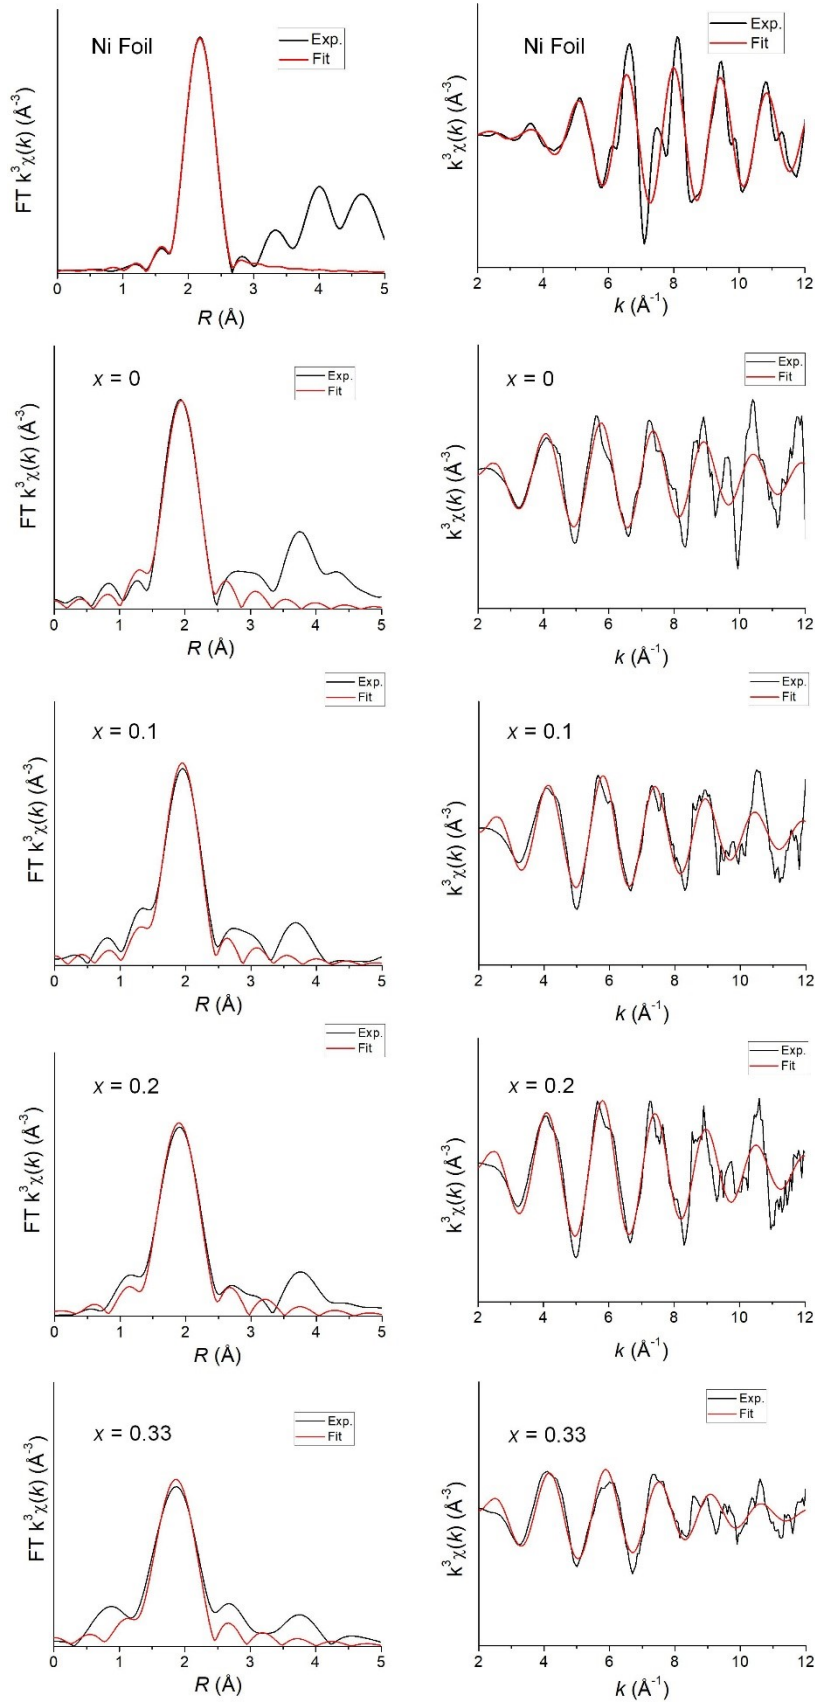 Ni Foil
Exp.
Fit
FT k³χ(k) (Å⁻³)
0 1 2 3 4 5
R (Å)
Ni Foil
Exp.
Fit
k³χ(k) (Å⁻³)
2 4 6 8 10 12
k (Å⁻¹)
x = 0
Exp.
Fit
FT k³χ(k) (Å⁻³)
0 1 2 3 4 5
R (Å)
x = 0
Exp.
Fit
k³χ(k) (Å⁻³)
2 4 6 8 10 12
k (Å⁻¹)
x = 0.1
Exp.
Fit
FT k³χ(k) (Å⁻³)
0 1 2 3 4 5
R (Å)
x = 0.1
Exp.
Fit
k³χ(k) (Å⁻³)
2 4 6 8 10 12
k (Å⁻¹)
x = 0.2
Exp.
Fit
FT k³χ(k) (Å⁻³)
0 1 2 3 4 5
R (Å)
x = 0.2
Exp.
Fit
k³χ(k) (Å⁻³)
2 4 6 8 10 12
k (Å⁻¹)
x = 0.33
Exp.
Fit
FT k³χ(k) (Å⁻³)
0 1 2 3 4 5
R (Å)
x = 0.33
Exp.
Fit
k³χ(k) (Å⁻³)
2 4 6 8 10 12
k (Å⁻¹)